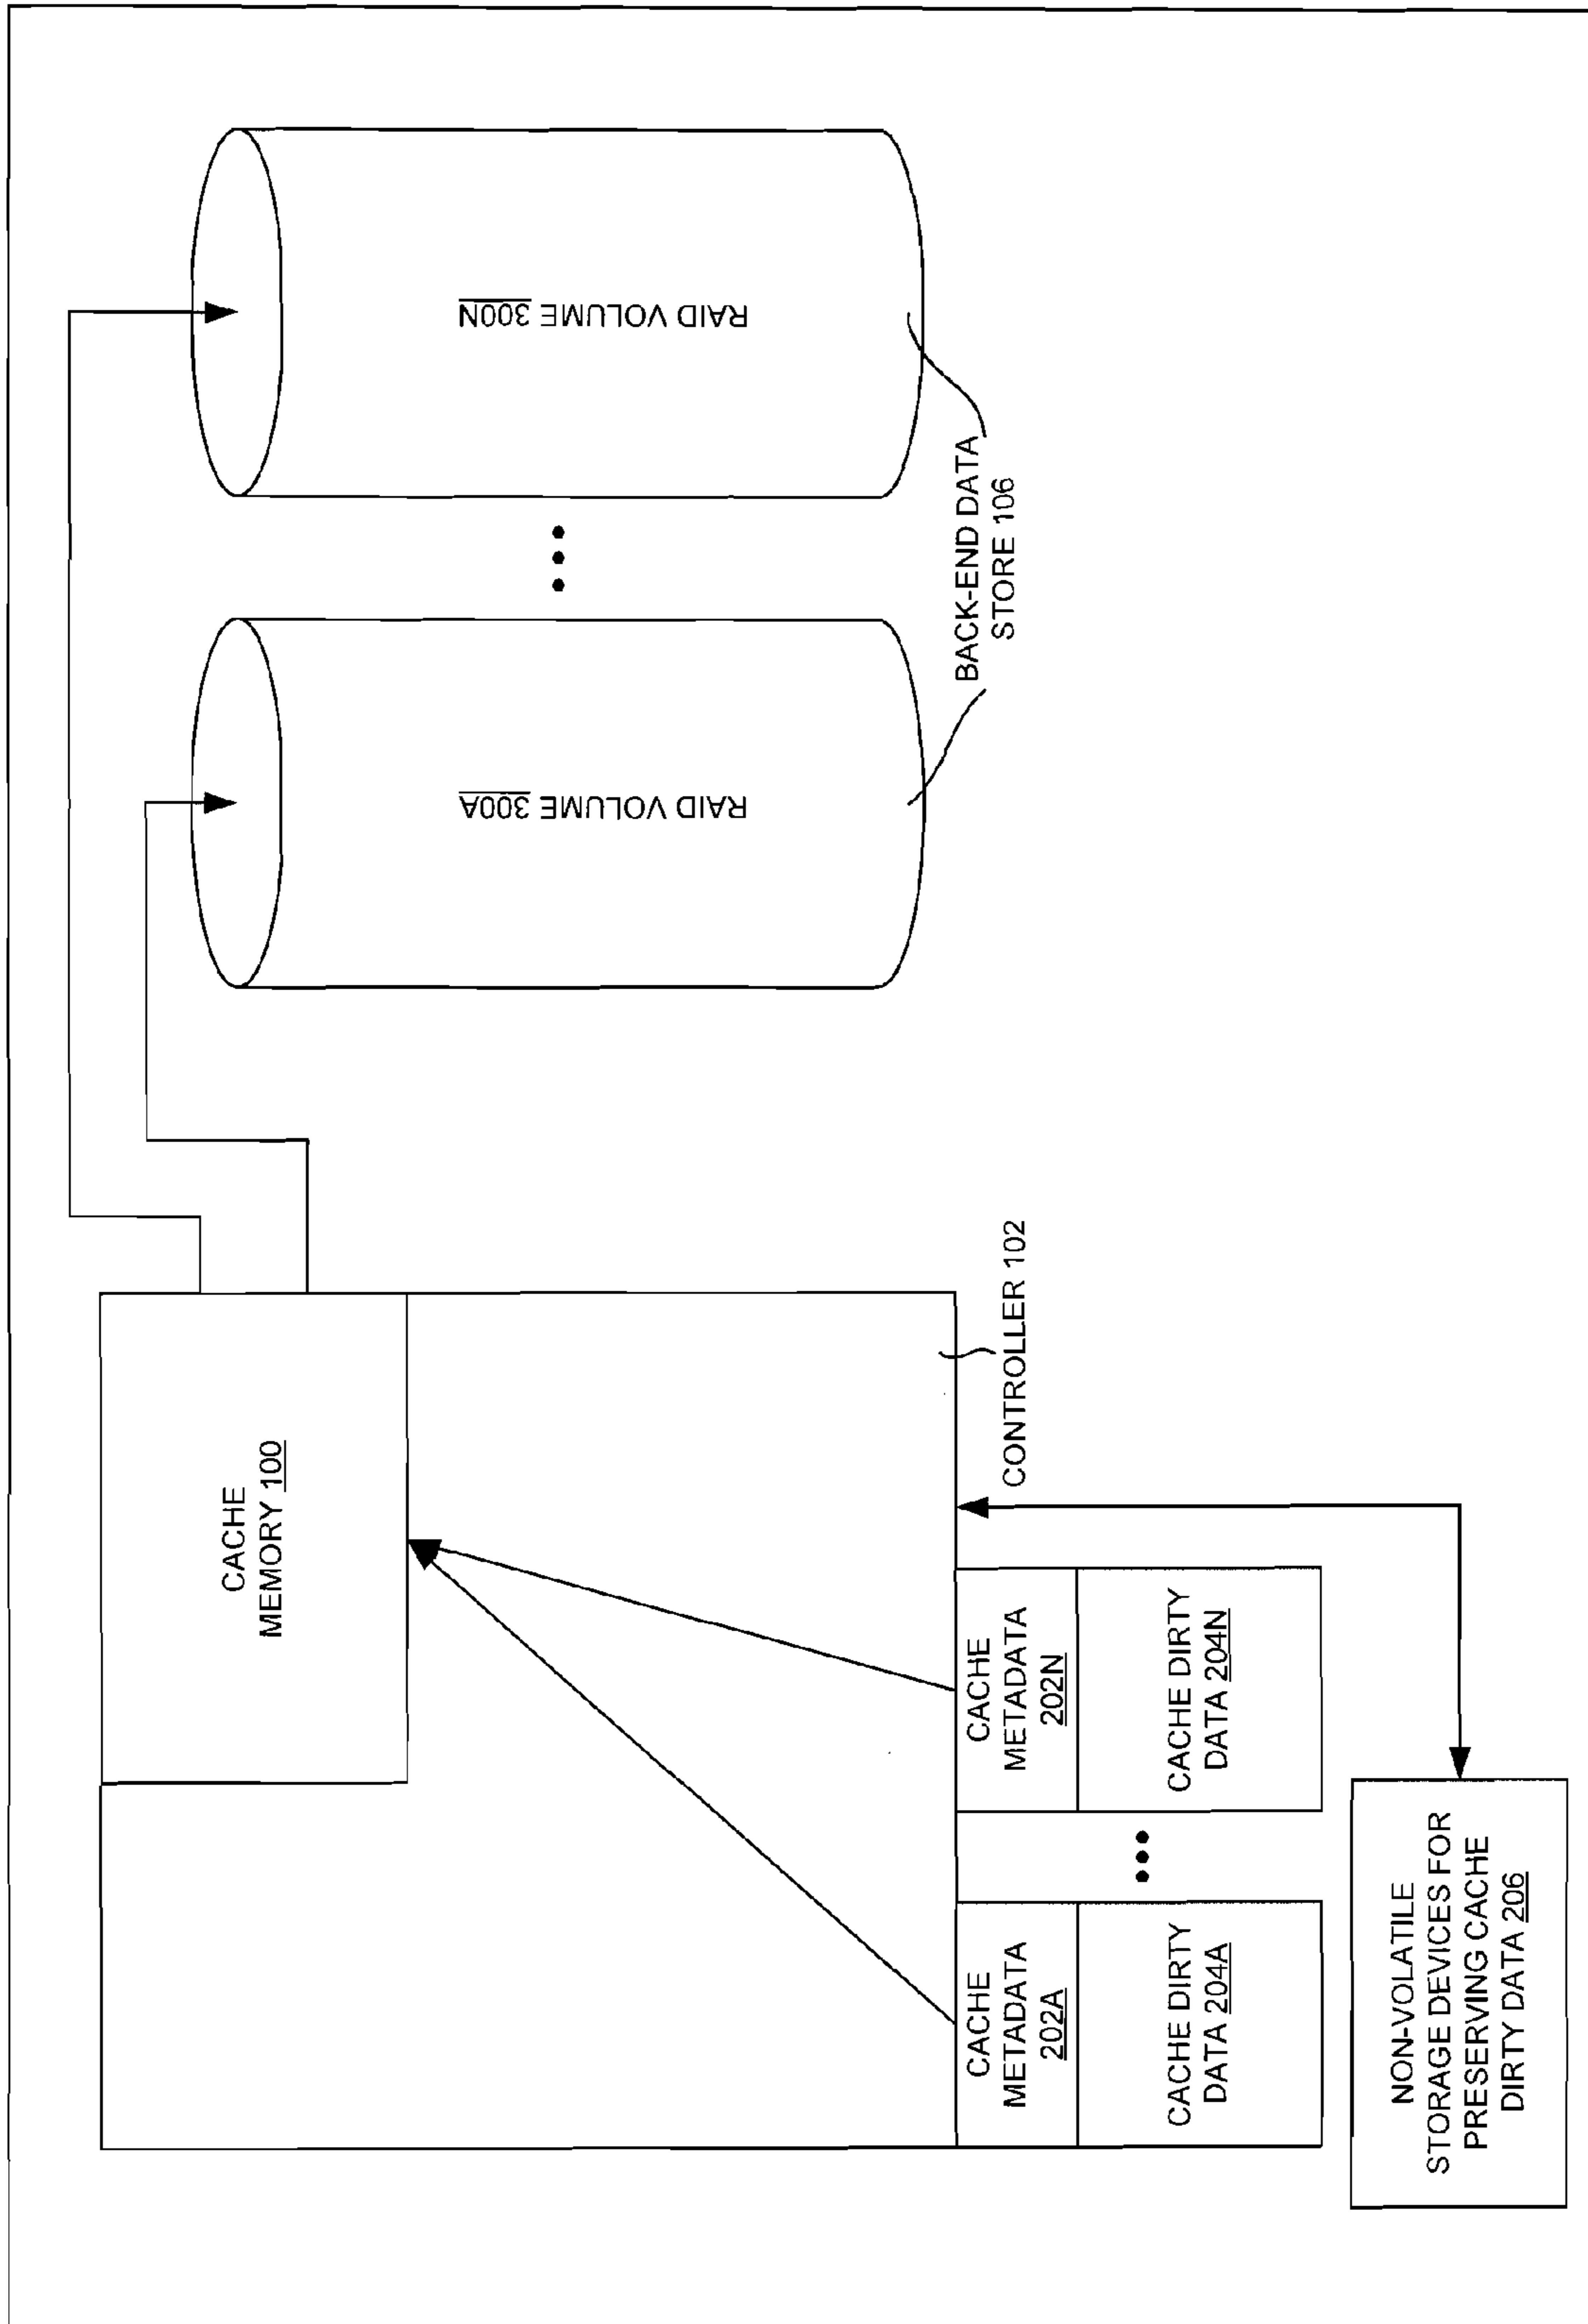 CACHE
MEMORY 100
CONTROLLER 102
CACHE
METADATA
202A
CACHE DIRTY
DATA 204A
CACHE
METADATA
202N
CACHE DIRTY
DATA 204N
NON-VOLATILE
STORAGE DEVICES FOR
PRESERVING CACHE
DIRTY DATA 206
RAID VOLUME 300A
RAID VOLUME 300N
BACK-END DATA
STORE 106